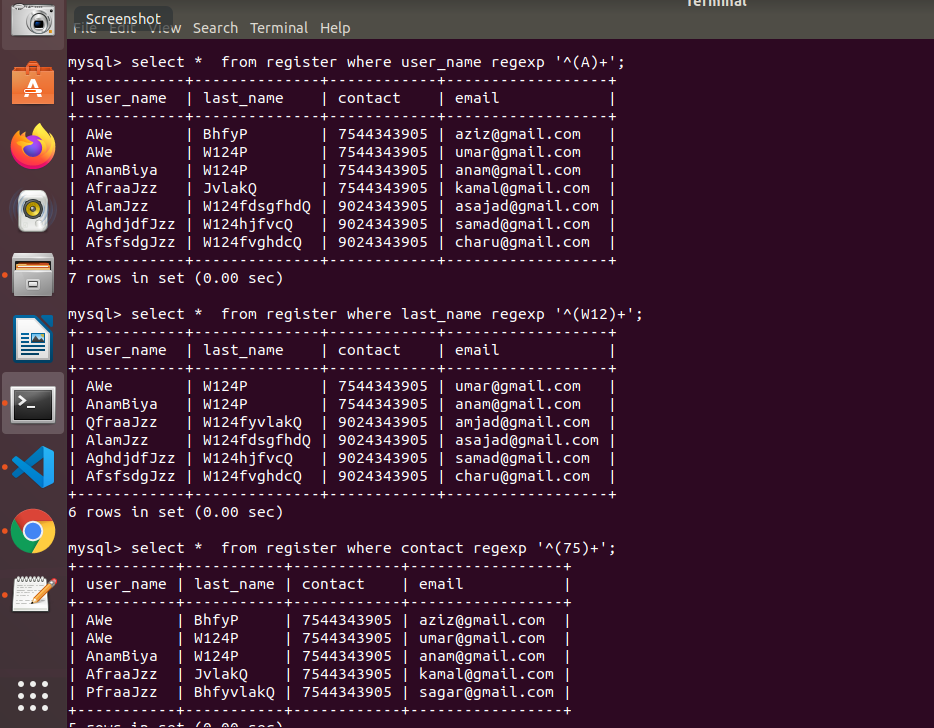 Terminal
Screenshot
File Edit View Search Terminal Help
mysql> select *  from register where user_name regexp '^(A)+';
+------------+--------------+------------+------------------+
| user_name  | last_name    | contact    | email            |
+------------+--------------+------------+------------------+
| AWe        | BhfyP        | 7544343905 | aziz@gmail.com   |
| AWe        | W124P        | 7544343905 | umar@gmail.com   |
| AnamBiya   | W124P        | 7544343905 | anam@gmail.com   |
| AfraaJzz   | JvlakQ       | 7544343905 | kamal@gmail.com  |
| AlamJzz    | W124fdsgfhdQ | 9024343905 | asajad@gmail.com |
| AghdjdfJzz | W124hjfvcQ   | 9024343905 | samad@gmail.com  |
| AfsfsdgJzz | W124fvghdcQ  | 9024343905 | charu@gmail.com  |
+------------+--------------+------------+------------------+
7 rows in set (0.00 sec)
mysql> select *  from register where last_name regexp '^(W12)+';
+------------+--------------+------------+------------------+
| user_name  | last_name    | contact    | email            |
+------------+--------------+------------+------------------+
| AWe        | W124P        | 7544343905 | umar@gmail.com   |
| AnamBiya   | W124P        | 7544343905 | anam@gmail.com   |
| QfraaJzz   | W124fyvlakQ  | 9024343905 | amjad@gmail.com  |
| AlamJzz    | W124fdsgfhdQ | 9024343905 | asajad@gmail.com |
| AghdjdfJzz | W124hjfvcQ   | 9024343905 | samad@gmail.com  |
| AfsfsdgJzz | W124fvghdcQ  | 9024343905 | charu@gmail.com  |
+------------+--------------+------------+------------------+
6 rows in set (0.00 sec)
mysql> select *  from register where contact regexp '^(75)+';
+-----------+-----------+------------+-----------------+
| user_name | last_name | contact    | email           |
+-----------+-----------+------------+-----------------+
| AWe       | BhfyP     | 7544343905 | aziz@gmail.com  |
| AWe       | W124P     | 7544343905 | umar@gmail.com  |
| AnamBiya  | W124P     | 7544343905 | anam@gmail.com  |
| AfraaJzz  | JvlakQ    | 7544343905 | kamal@gmail.com |
| PfraaJzz  | BhfyvlakQ | 7544343905 | sagar@gmail.com |
+-----------+-----------+------------+-----------------+
5 rows in set (0.00 sec)